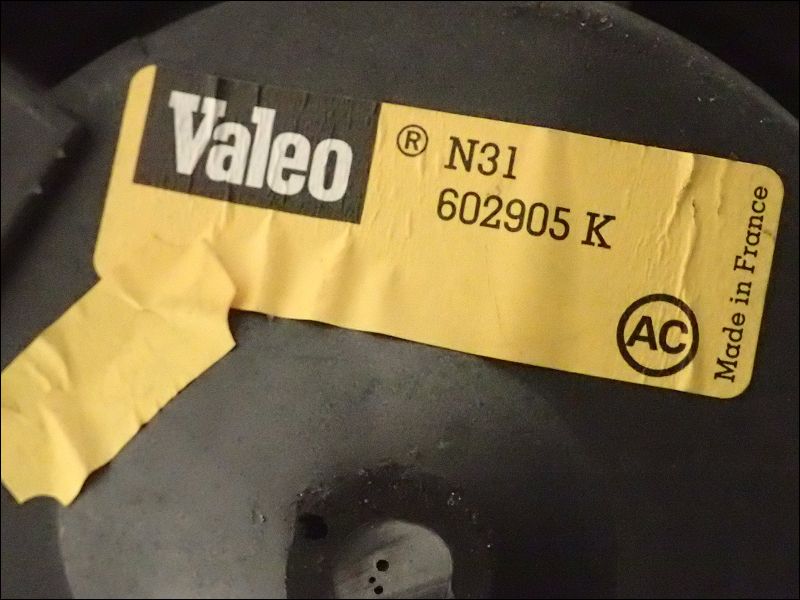 Valeo
® N31
602905 K
AC
Made in France